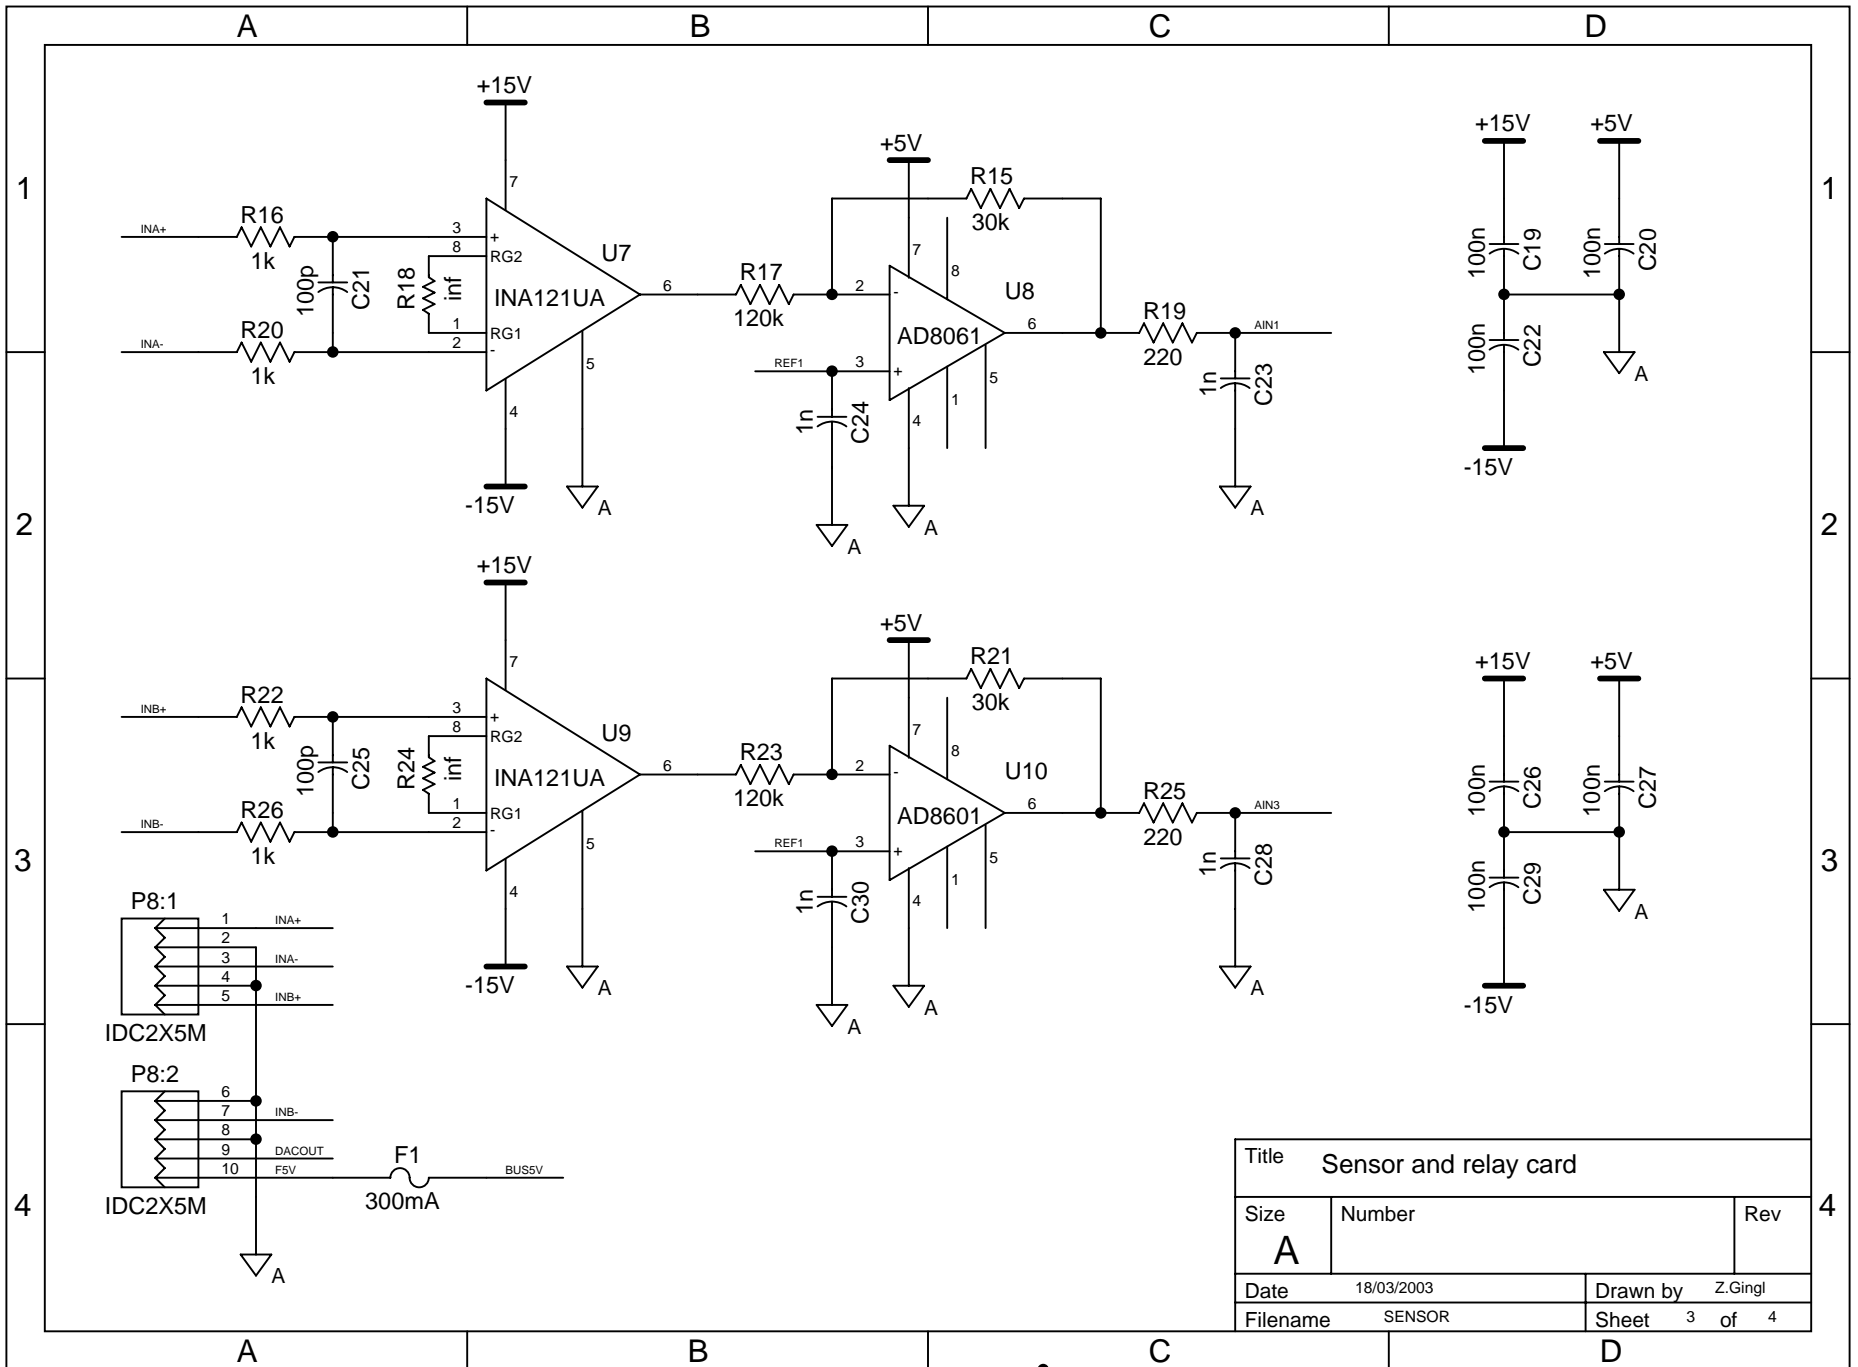 A B C D
1 1
2 2
3 3
4 4
+15V
7
INA+
R16
1k
100p
C21
R18
inf
3
+
8
RG2
U7
INA121UA
6
1
RG1
2
-
5
4
INA-
R20
1k
-15V
A
R17
120k
+5V
R15
30k
7
8
2
-
U8
AD8061
6
REF1
3
+
5
1
4
1n
C24
A
A
R19
220
AIN1
1n
C23
A
+15V
+5V
100n
C19
100n
C20
100n
C22
A
-15V
+15V
7
INB+
R22
1k
100p
C25
R24
inf
3
+
8
RG2
U9
INA121UA
6
1
RG1
2
-
5
4
INB-
R26
1k
-15V
A
R23
120k
+5V
R21
30k
7
8
2
-
U10
AD8601
6
REF1
3
+
5
1
4
1n
C30
A
A
R25
220
AIN3
1n
C28
A
+15V
+5V
100n
C26
100n
C27
100n
C29
A
-15V
P8:1
1 INA+
2
3 INA-
4
5 INB+
IDC2X5M
P8:2
6
7 INB-
8
9 DACOUT
10 F5V
IDC2X5M
F1
300mA
BUS5V
A
Title Sensor and relay card
Size Number Rev
A
Date 18/03/2003 Drawn by Z.Gingl
Filename SENSOR Sheet 3 of 4
A B C D